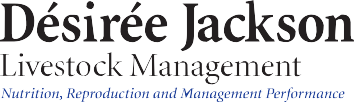 Désirée Jackson
Livestock Management
Nutrition, Reproduction and Management Performance